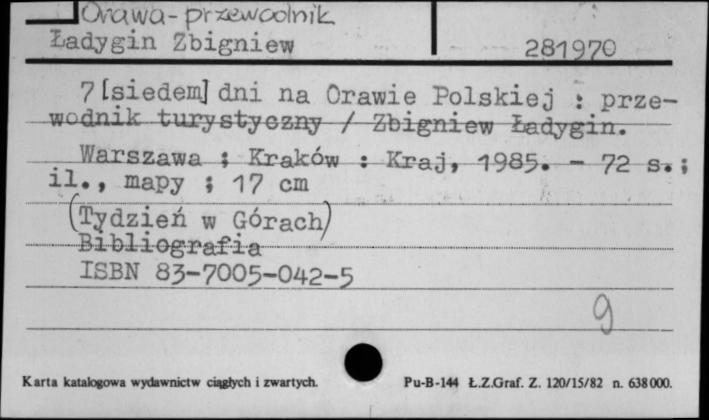 Orawa-przewodnik
Ładygin Zbigniew 281970
7 [siedem] dni na Orawie Polskiej : prze-
wodnik turystyczny / Zbigniew Ładygin.
Warszawa ; Kraków : Kraj, 1985. - 72 s. ;
il., mapy ; 17 cm
(Tydzień w Górach)
Bibliografia
ISBN 83-7005-042-5
9
Karta katalogowa wydawnictw ciągłych i zwartych. Pu-B-144 Ł.Z.Graf. Z. 120/15/82 n. 638000.